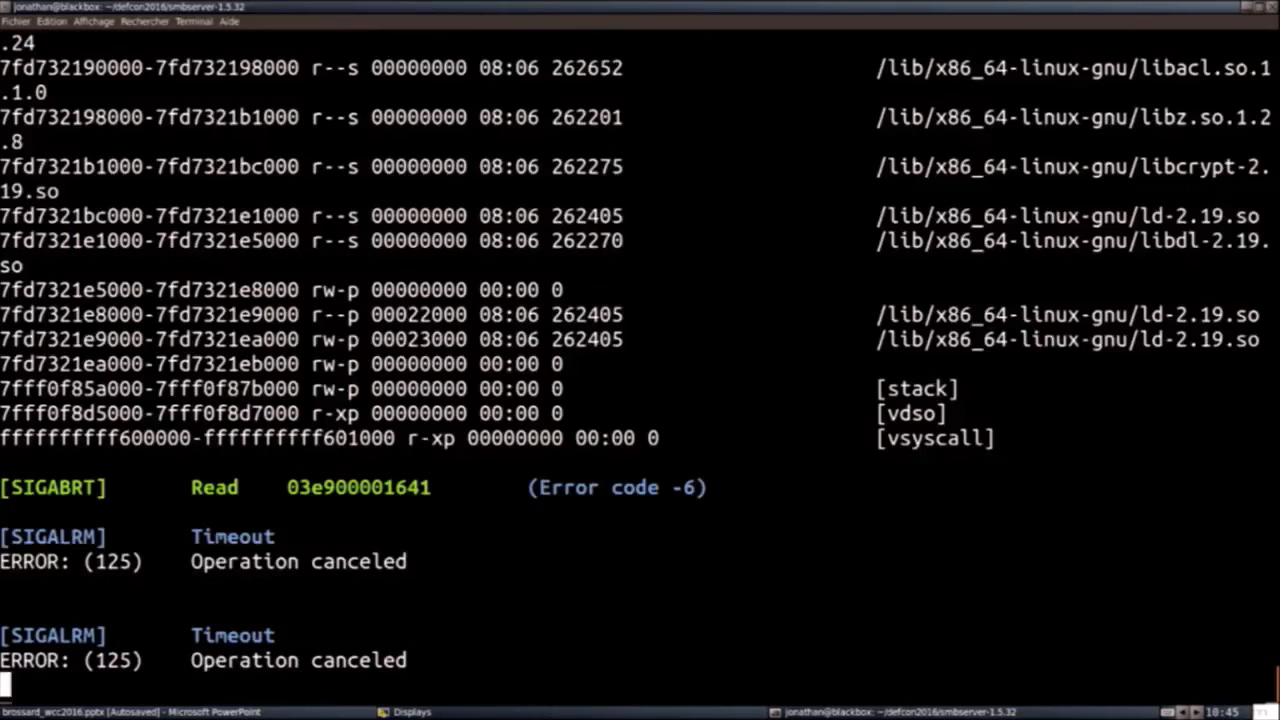 jonathan@blackbox: ~/defcon2016/smbserver-1.5.32
Fichier Edition Affichage Rechercher Terminal Aide
.24
7fd732190000-7fd732198000 r--s 00000000 08:06 262652 /lib/x86_64-linux-gnu/libacl.so.1
.1.0
7fd732198000-7fd7321b1000 r--s 00000000 08:06 262201 /lib/x86_64-linux-gnu/libz.so.1.2
.8
7fd7321b1000-7fd7321bc000 r--s 00000000 08:06 262275 /lib/x86_64-linux-gnu/libcrypt-2.
19.so
7fd7321bc000-7fd7321e1000 r--s 00000000 08:06 262405 /lib/x86_64-linux-gnu/ld-2.19.so
7fd7321e1000-7fd7321e5000 r--s 00000000 08:06 262270 /lib/x86_64-linux-gnu/libdl-2.19.
so
7fd7321e5000-7fd7321e8000 rw-p 00000000 00:00 0
7fd7321e8000-7fd7321e9000 r--p 00022000 08:06 262405 /lib/x86_64-linux-gnu/ld-2.19.so
7fd7321e9000-7fd7321ea000 rw-p 00023000 08:06 262405 /lib/x86_64-linux-gnu/ld-2.19.so
7fd7321ea000-7fd7321eb000 rw-p 00000000 00:00 0
7fff0f85a000-7fff0f87b000 rw-p 00000000 00:00 0 [stack]
7fff0f8d5000-7fff0f8d7000 r-xp 00000000 00:00 0 [vdso]
ffffffffff600000-ffffffffff601000 r-xp 00000000 00:00 0 [vsyscall]
[SIGABRT] Read 03e900001641 (Error code -6)
[SIGALRM] Timeout
ERROR: (125) Operation canceled
[SIGALRM] Timeout
ERROR: (125) Operation canceled
brossard_wcc2016.pptx [Autosaved] - Microsoft PowerPoint Displays jonathan@blackbox: ~/defcon2016/smbserver-1.5.32 10:45